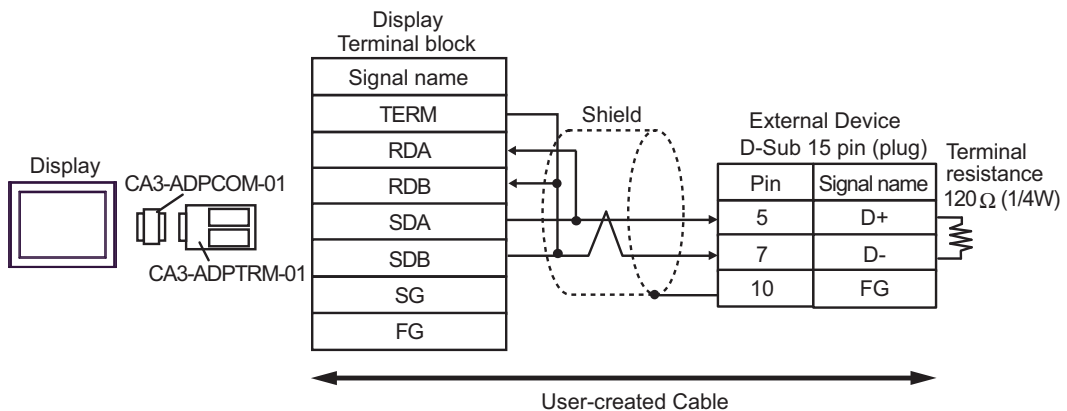 Display
Terminal block
Signal name
TERM
RDA
RDB
SDA
SDB
SG
FG
Shield
External Device
D-Sub 15 pin (plug)
Pin
Signal name
5
D+
7
D-
10
FG
Terminal
resistance
120 Ω (1/4W)
Display
CA3-ADPCOM-01
CA3-ADPTRM-01
User-created Cable